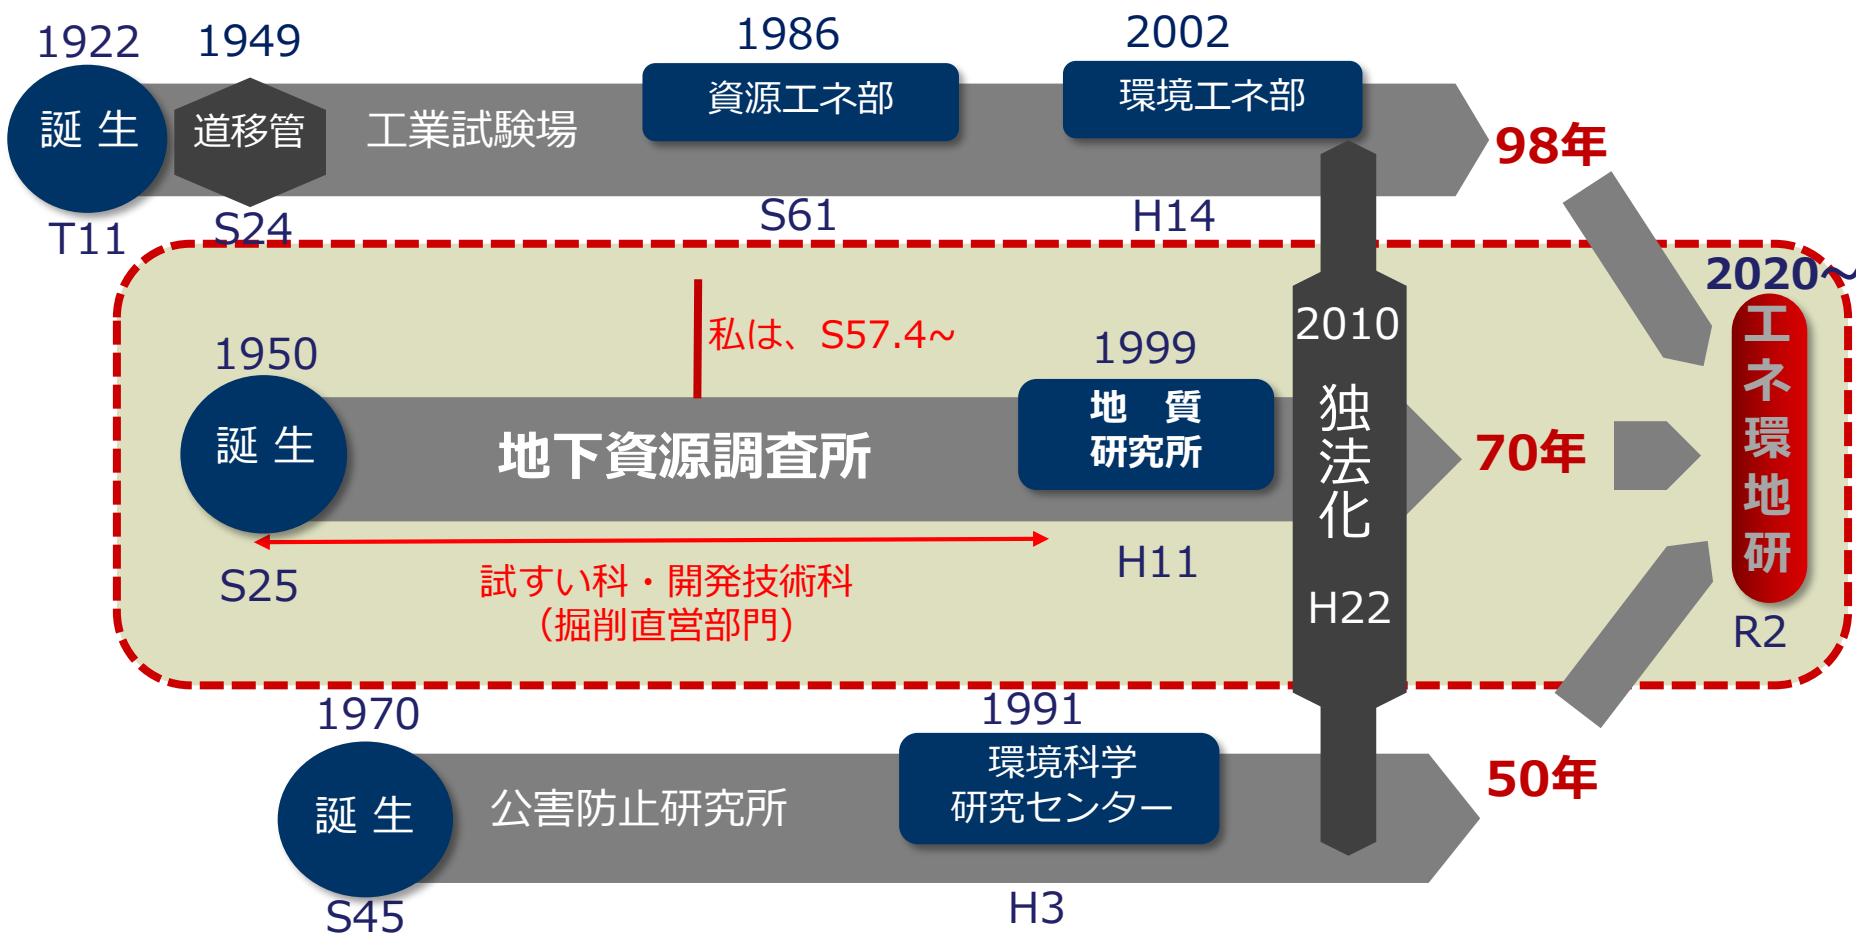 1922
1949
1986
2002
誕 生
道移管
工業試験場
資源エネ部
環境エネ部
98年
T11
S24
S61
H14
2020～
私は、S57.4~
1950
1999
2010
誕 生
地下資源調査所
地　質
研究所
独法化
70年
エネ環地研
S25
H11
H22
R2
試すい科・開発技術科
（掘削直営部門）
1970
1991
誕 生
公害防止研究所
環境科学
研究センター
50年
S45
H3